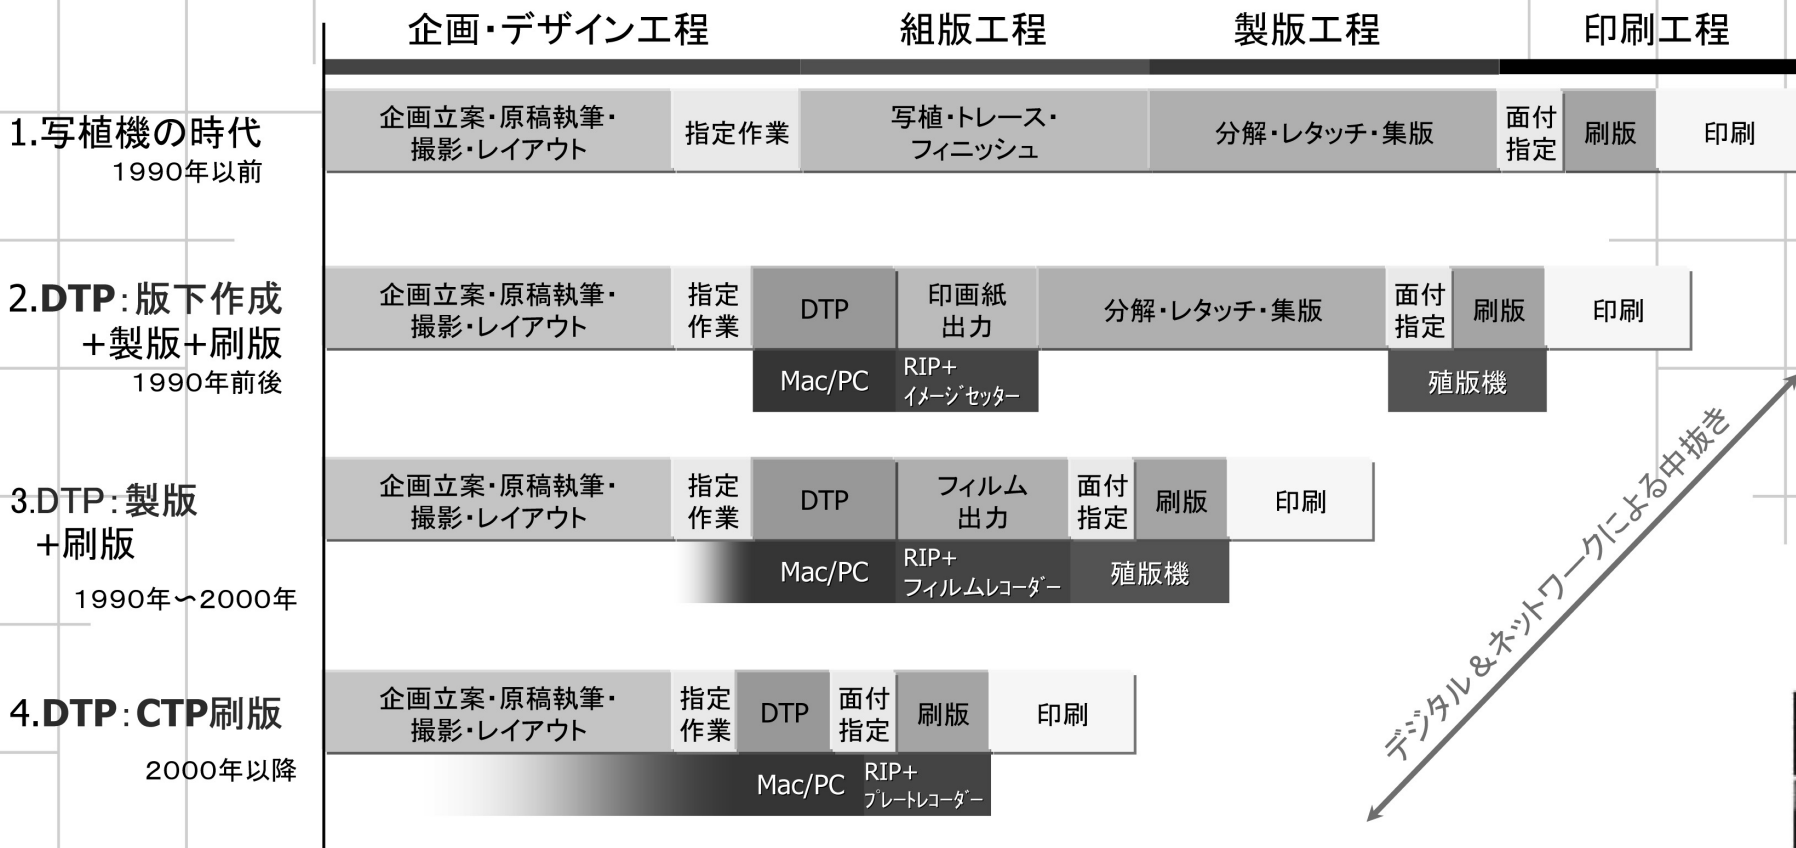 企画・デザイン工程
組版工程
製版工程
印刷工程
1.写植機の時代
1990年以前
企画立案・原稿執筆・
撮影・レイアウト
指定作業
写植・トレース・
フィニッシュ
分解・レタッチ・集版
面付
指定
刷版
印刷
2.DTP：版下作成
+製版+刷版
1990年前後
企画立案・原稿執筆・
撮影・レイアウト
指定
作業
DTP
印画紙
出力
分解・レタッチ・集版
面付
指定
刷版
印刷
Mac/PC
RIP+
ｲﾒｰｼﾞｾｯﾀｰ
殖版機
3.DTP：製版
+刷版
1990年〜2000年
企画立案・原稿執筆・
撮影・レイアウト
指定
作業
DTP
フィルム
出力
面付
指定
刷版
印刷
Mac/PC
RIP+
フィルムﾚｺｰﾀﾞｰ
殖版機
4.DTP：CTP刷版
2000年以降
企画立案・原稿執筆・
撮影・レイアウト
指定
作業
DTP
面付
指定
刷版
印刷
Mac/PC
RIP+
ﾌﾟﾚｰﾄﾚｺｰﾀﾞｰ
デジタル＆ネットワークによる中抜き